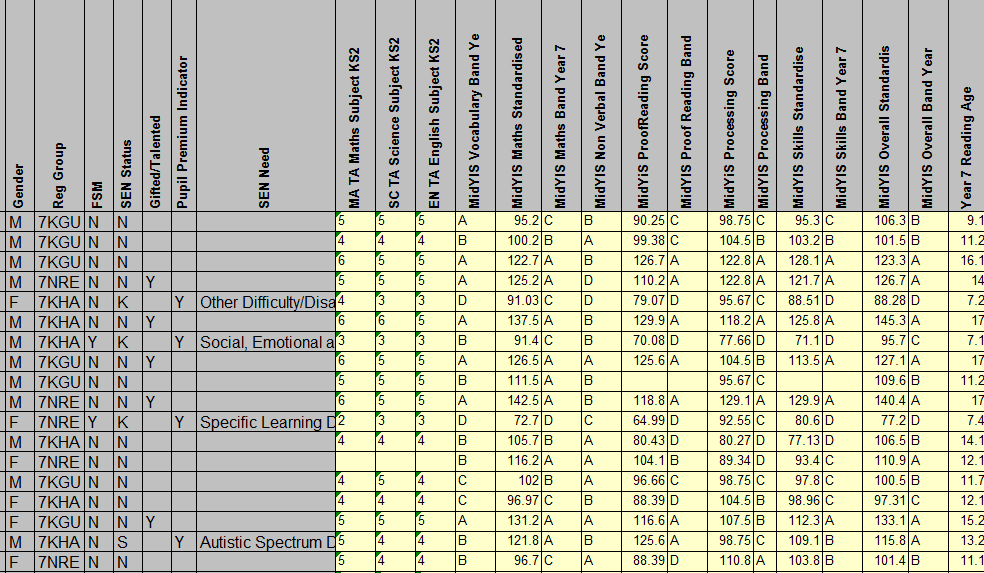 Gender Reg Group FSM SEN Status Gifted/Talented Pupil Premium Indicator SEN Need MA TA Maths Subject KS2 SC TA Science Subject KS2 EN TA English Subject KS2 MidYIS Vocabulary Band Ye MidYIS Maths Standardised MidYIS Maths Band Year 7 MidYIS Non Verbal Band Ye MidYIS ProofReading Score MidYIS Proof Reading Band MidYIS Processing Score MidYIS Processing Band MidYIS Skills Standardise MidYIS Skills Band Year 7 MidYIS Overall Standardis MidYIS Overall Band Year Year 7 Reading Age
M 7KGU N N 5 5 5 A 95.2 C B 90.25 C 98.75 C 95.3 C 106.3 B 9.1
M 7KGU N N 4 4 4 B 100.2 B A 99.38 C 104.5 B 103.2 B 101.5 B 11.2
M 7KGU N N 6 5 5 A 122.7 A B 126.7 A 122.8 A 128.1 A 123.3 A 16.1
M 7NRE N N Y 5 5 5 A 125.2 A D 110.2 A 122.8 A 121.7 A 126.7 A 14
F 7KHA N K Y Other Difficulty/Disa 4 3 3 D 91.03 C D 79.07 D 95.67 C 88.51 D 88.28 D 7.2
M 7KHA N N Y 6 6 5 A 137.5 A B 129.9 A 118.2 A 125.8 A 145.3 A 17
M 7KHA Y K Y Social, Emotional a 3 3 3 B 91.4 C B 70.08 D 77.66 D 71.1 D 95.7 C 7.1
M 7KGU N N Y 6 5 5 A 126.5 A A 125.6 A 104.5 B 113.5 A 127.1 A 17
M 7KGU N N 5 5 5 B 111.5 A B 95.67 C 109.6 B 11.2
M 7NRE N N Y 6 5 5 A 142.5 A B 118.8 A 129.1 A 129.9 A 140.4 A 17
F 7NRE Y K Y Specific Learning D 2 3 3 D 72.7 D C 64.99 D 92.55 C 80.6 D 77.2 D 7.4
M 7KHA N N 4 4 4 B 105.7 B A 80.43 D 80.27 D 77.13 D 106.5 B 14.1
F 7NRE N N B 116.2 A A 104.1 B 89.34 D 93.4 C 110.9 A 12.1
M 7KGU N N 4 5 4 C 102 B A 96.66 C 98.75 C 97.8 C 100.5 B 11.7
F 7KHA N N 4 4 4 C 96.97 C B 88.39 D 104.5 B 98.96 C 97.31 C 12.1
F 7KGU N N Y 5 5 5 A 131.2 A A 116.6 A 107.5 B 112.3 A 133.1 A 15.2
M 7KHA N S Y Autistic Spectrum D 5 4 4 B 121.8 A B 125.6 A 98.75 C 109.1 B 115.8 A 13.2
F 7NRE N N 5 4 4 B 96.7 C A 88.39 D 110.8 A 103.8 B 101.4 B 11.1